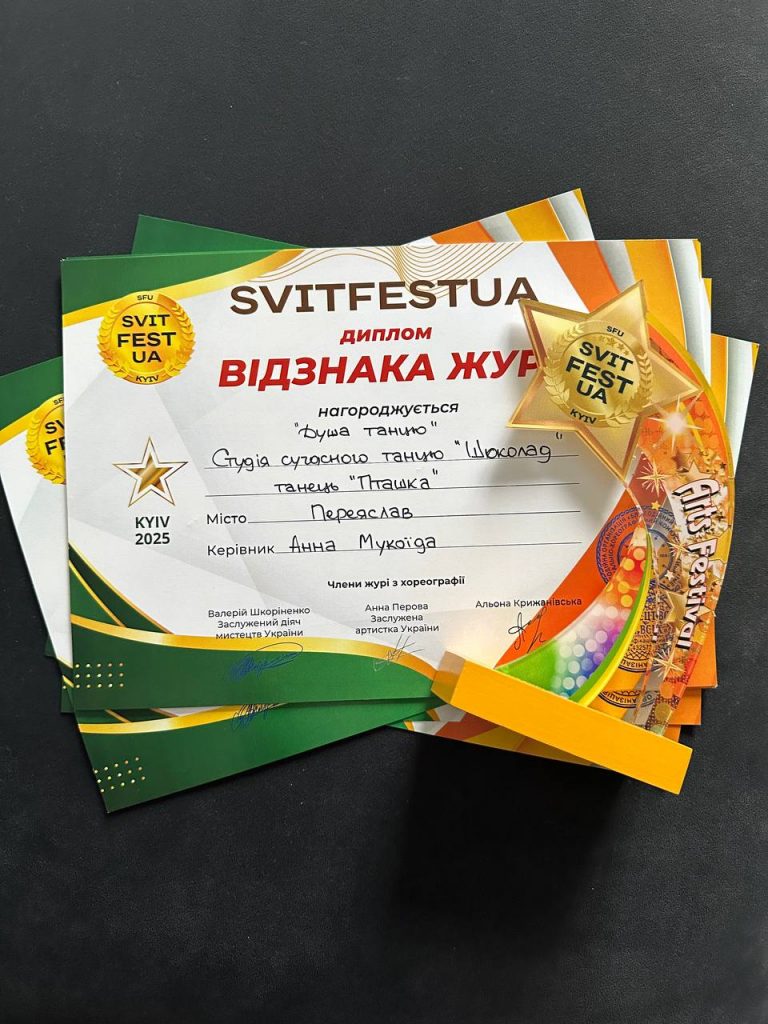 SVITFESTUA
SFU
SVIT
FEST
UA
KYIV
ДИПЛОМ
ВІДЗНАКА ЖУР
нагороджується
"Душа танцю"
Студія сучасного танцю "Шоколад"
танець "Пташка"
Місто Переяслав
Керівник Анна Мукоїда
KYIV
2025
Члени журі з хореографії
Валерій Шкоріненко
Заслужений діяч
мистецтв України
Анна Перова
Заслужена
артистка України
Альона Крижанівська
SFU
SVIT
FEST
UA
KYIV
Arts Festival